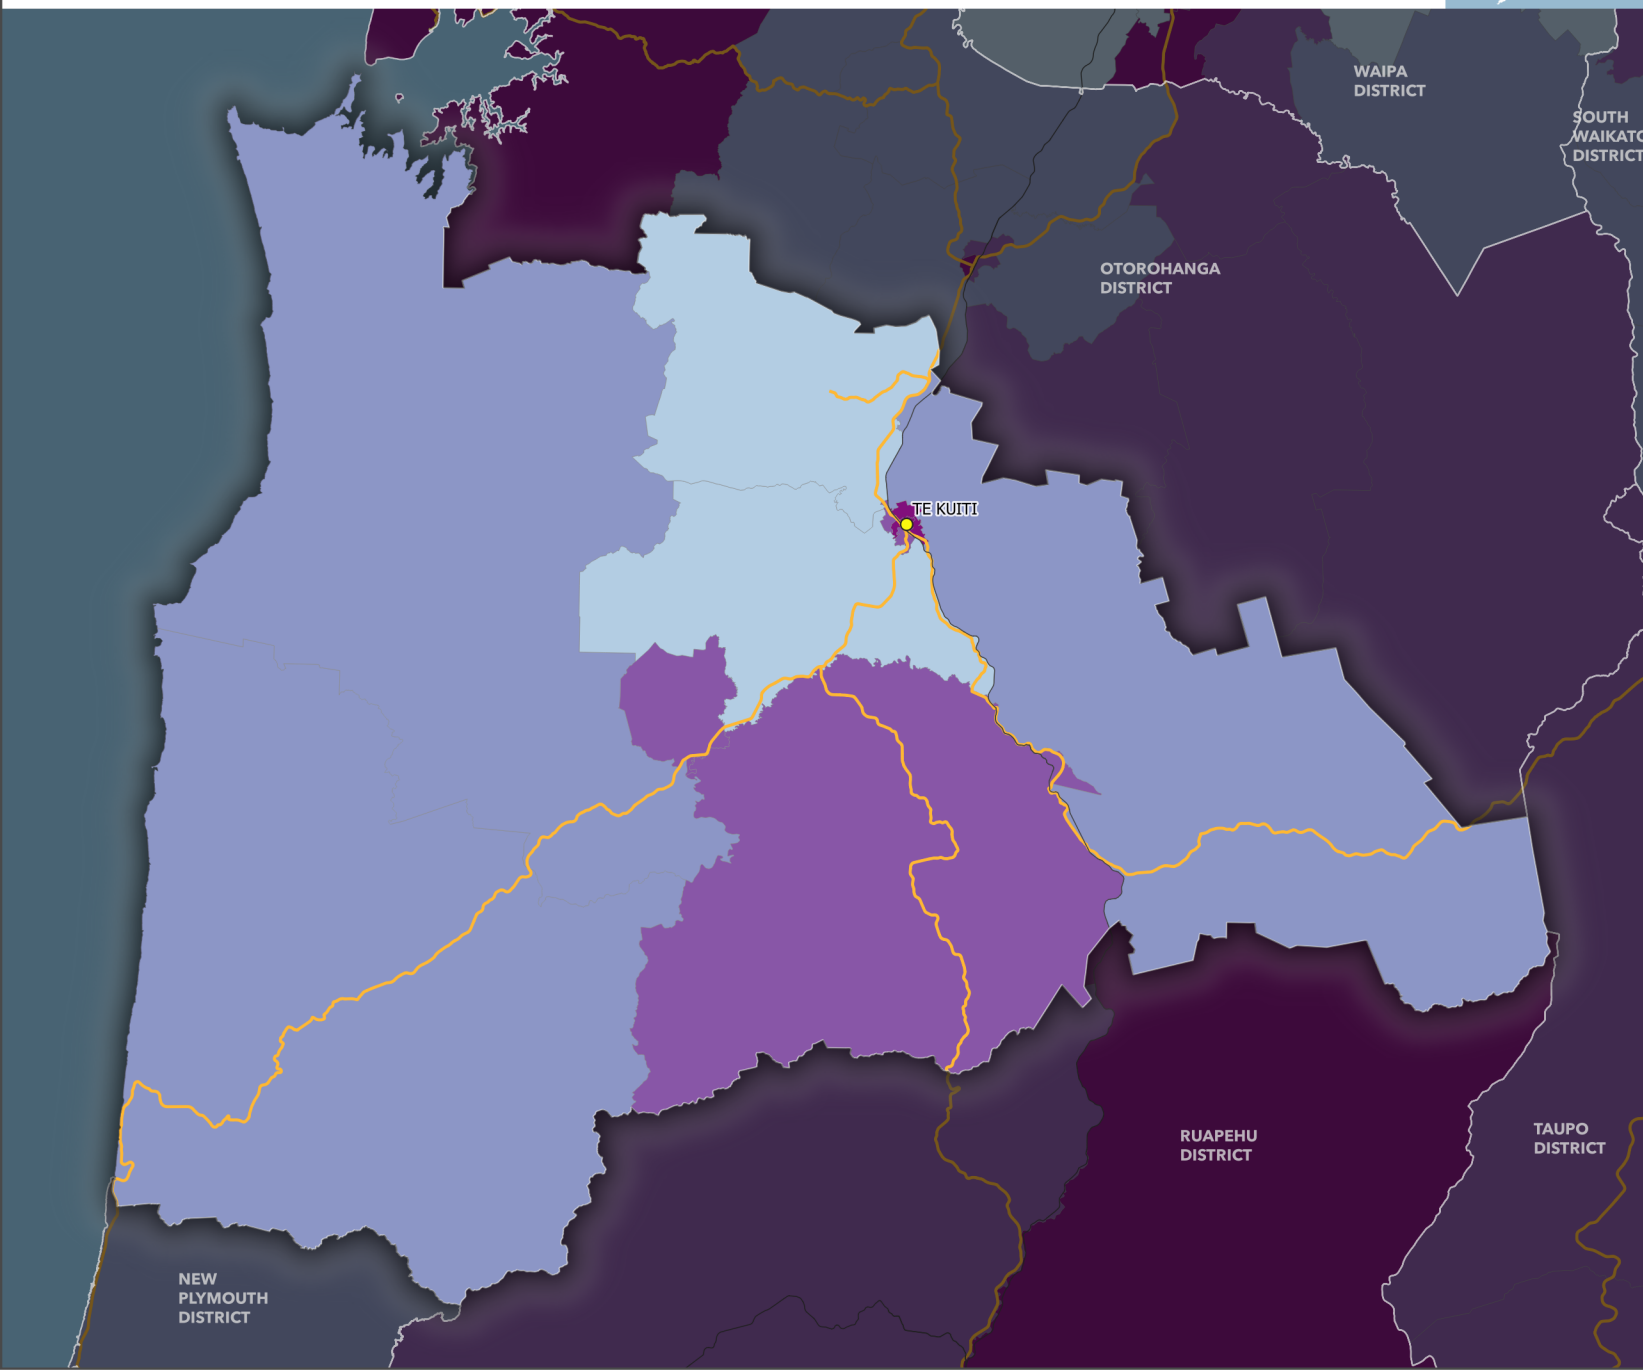 WAIPA
DISTRICT
SOUTH
WAIKATO
DISTRICT
OTOROHANGA
DISTRICT
TE KUITI
RUAPEHU
DISTRICT
TAUPO
DISTRICT
NEW
PLYMOUTH
DISTRICT